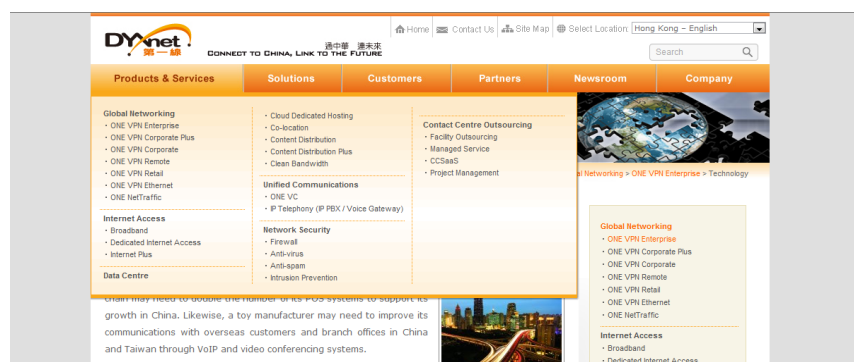 Home Contact Us Site Map Select Location: Hong Kong – English
DYXnet
第一線
過中華 連未來
CONNECT TO CHINA, LINK TO THE FUTURE
Search
Products & Services Solutions Customers Partners Newsroom Company
Global Networking
ONE VPN Enterprise
ONE VPN Corporate Plus
ONE VPN Corporate
ONE VPN Remote
ONE VPN Retail
ONE VPN Ethernet
ONE NetTraffic
Internet Access
Broadband
Dedicated Internet Access
Internet Plus
Data Centre
Cloud Dedicated Hosting
Co-location
Content Distribution
Content Distribution Plus
Clean Bandwidth
Unified Communications
ONE VC
IP Telephony (IP PBX / Voice Gateway)
Network Security
Firewall
Anti-virus
Anti-spam
Intrusion Prevention
Contact Centre Outsourcing
Facility Outsourcing
Managed Service
CCSaaS
Project Management
al Networking > ONE VPN Enterprise > Technology
chain may need to double the number of its POS systems to support its
growth in China. Likewise, a toy manufacturer may need to improve its
communications with overseas customers and branch offices in China
and Taiwan through VoIP and video conferencing systems.
Global Networking
ONE VPN Enterprise
ONE VPN Corporate Plus
ONE VPN Corporate
ONE VPN Remote
ONE VPN Retail
ONE VPN Ethernet
ONE NetTraffic
Internet Access
Broadband
Dedicated Internet Access